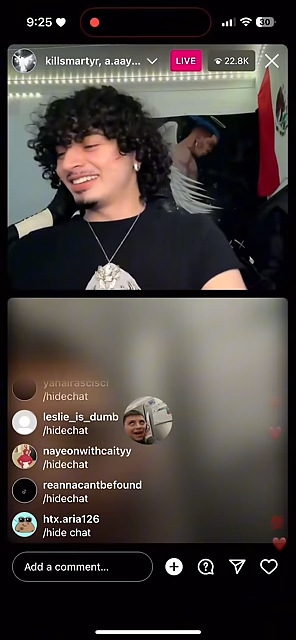 9:25
30
killsmartyr, a.aay...
LIVE
22.8K
yanairascisci
/hidechat
leslie_is_dumb
/hidechat
nayeonwithcaityy
/hidechat
reannacantbefound
/hidechat
htx.aria126
/hide chat
Add a comment...